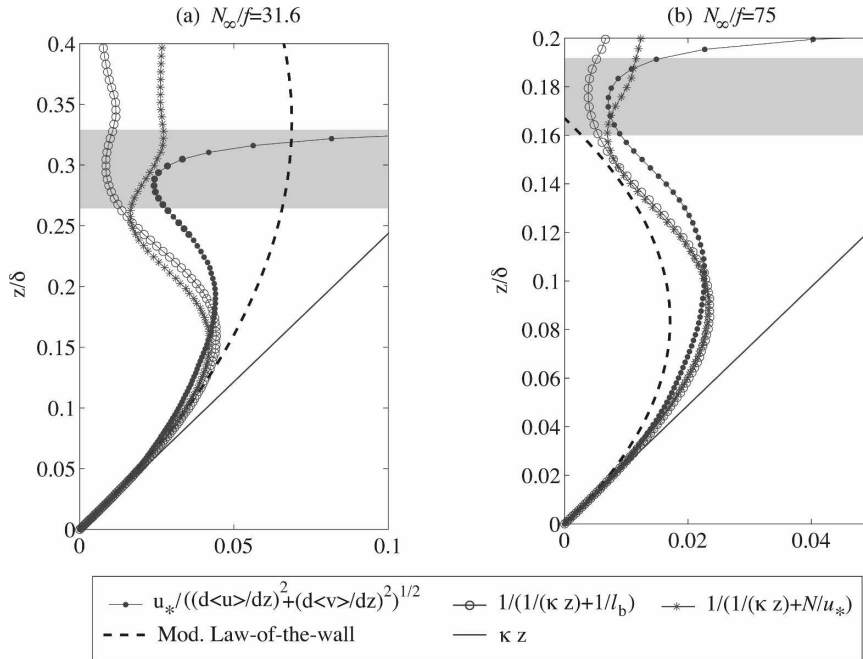 (a) N∞/f=31.6
(b) N∞/f=75
0.4
0.35
0.3
0.25
0.2
0.15
0.1
0.05
0
z/δ
0
0.05
0.1
0.2
0.18
0.16
0.14
0.12
0.1
0.08
0.06
0.04
0.02
0
z/δ
0
0.02
0.04
u*/((d<u>/dz)²+(d<v>/dz)²)^1/2
1/(1/(κ z)+1/l_b)
1/(1/(κ z)+N/u*)
Mod. Law-of-the-wall
κ z